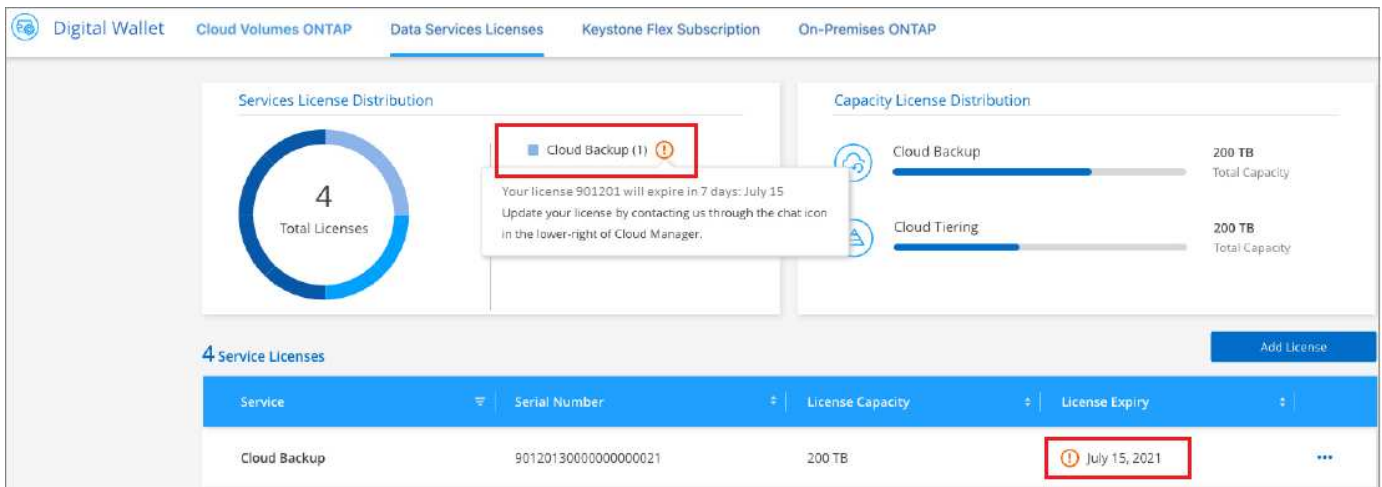 Digital Wallet
Cloud Volumes ONTAP
Data Services Licenses
Keystone Flex Subscription
On-Premises ONTAP
Services License Distribution
4
Total Licenses
Cloud Backup (1)
Your license 901201 will expire in 7 days: July 15
Update your license by contacting us through the chat icon
in the lower-right of Cloud Manager.
Capacity License Distribution
Cloud Backup
200 TB
Total Capacity
Cloud Tiering
200 TB
Total Capacity
4 Service Licenses
Add License
Service
Serial Number
License Capacity
License Expiry
Cloud Backup
90120130000000000021
200 TB
July 15, 2021